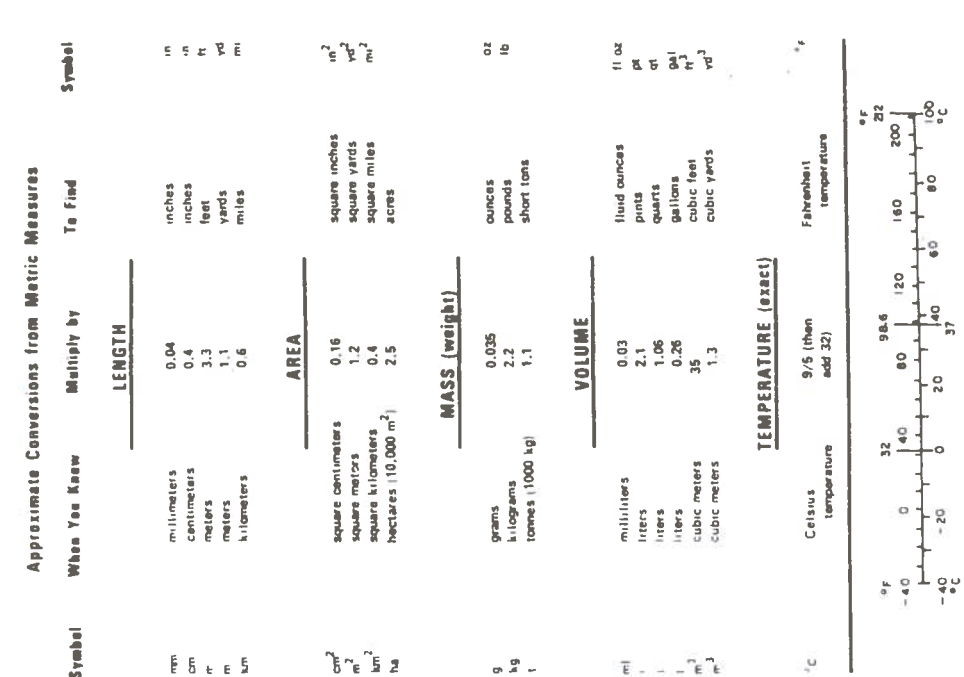 Approximate Conversions from Metric Measures
Symbol When You Know Multiply by To Find Symbol
LENGTH
mm millimeters 0.04 inches in
cm centimeters 0.4 inches in
m meters 3.3 feet ft
m meters 1.1 yards yd
km kilometers 0.6 miles mi
AREA
cm² square centimeters 0.16 square inches in²
m² square meters 1.2 square yards yd²
km² square kilometers 0.4 square miles mi²
ha hectares (10,000 m²) 2.5 acres
MASS (weight)
g grams 0.035 ounces oz
kg kilograms 2.2 pounds lb
t tonnes (1000 kg) 1.1 short tons
VOLUME
ml milliliters 0.03 fluid ounces fl oz
l liters 2.1 pints pt
l liters 1.06 quarts qt
l liters 0.26 gallons gal
m³ cubic meters 35 cubic feet ft³
m³ cubic meters 1.3 cubic yards yd³
TEMPERATURE (exact)
°C Celsius 9/5 (then Fahrenheit °F
temperature add 32) temperature
°F 32 98.6 °F 212
-40 0 40 80 120 160 200
-40 -20 0 20 40 60 80 100
°C 37 °C